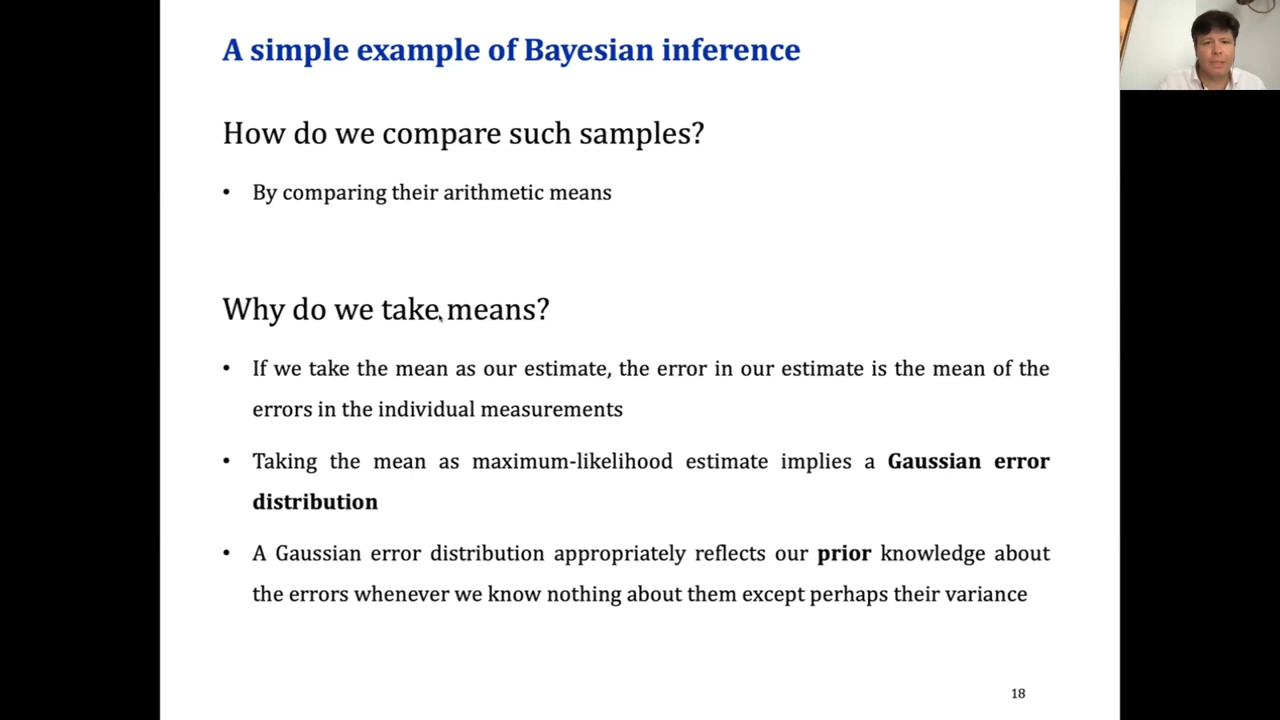 A simple example of Bayesian inference
How do we compare such samples?
• By comparing their arithmetic means
Why do we take means?
• If we take the mean as our estimate, the error in our estimate is the mean of the
errors in the individual measurements
• Taking the mean as maximum-likelihood estimate implies a Gaussian error
distribution
• A Gaussian error distribution appropriately reflects our prior knowledge about
the errors whenever we know nothing about them except perhaps their variance
18